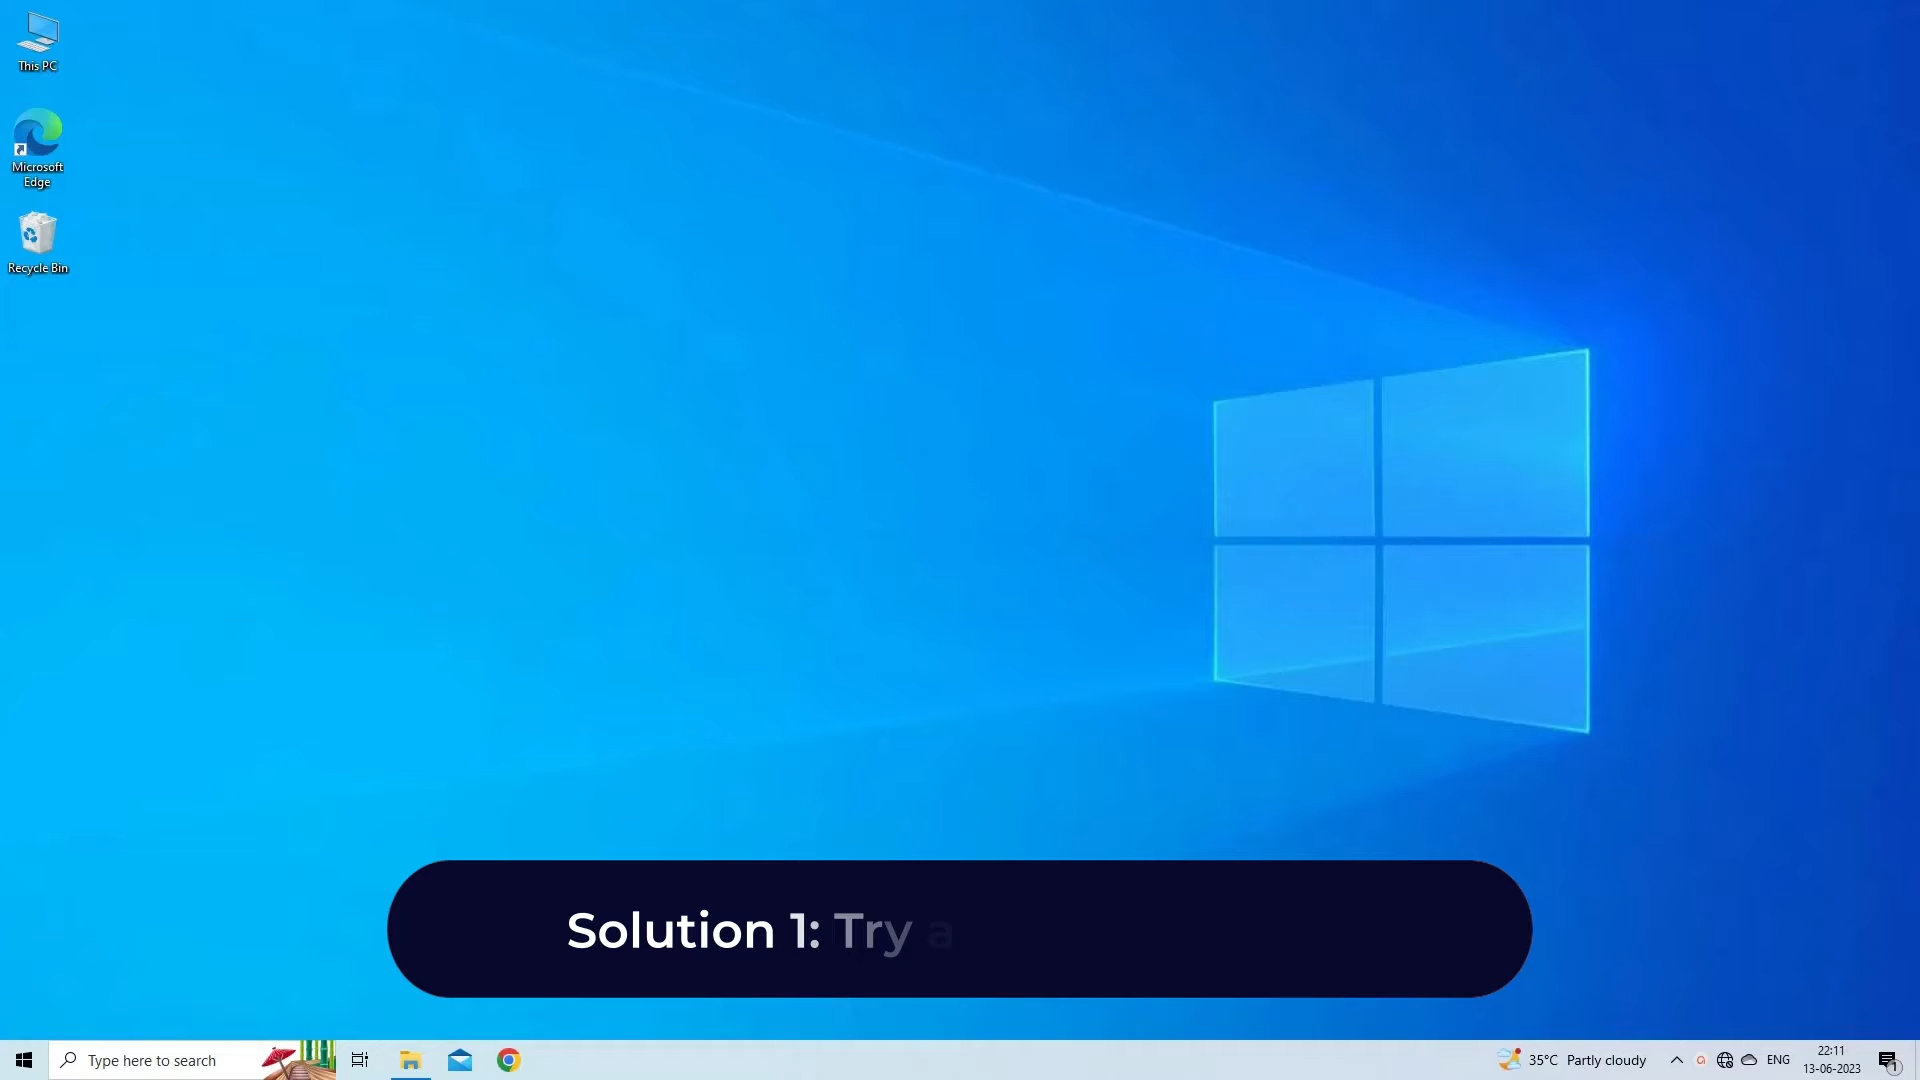 This PC
Microsoft
Edge
Recycle Bin
Solution 1: Try a
Type here to search
35°C Partly cloudy
ENG
22:11
13-06-2023
1